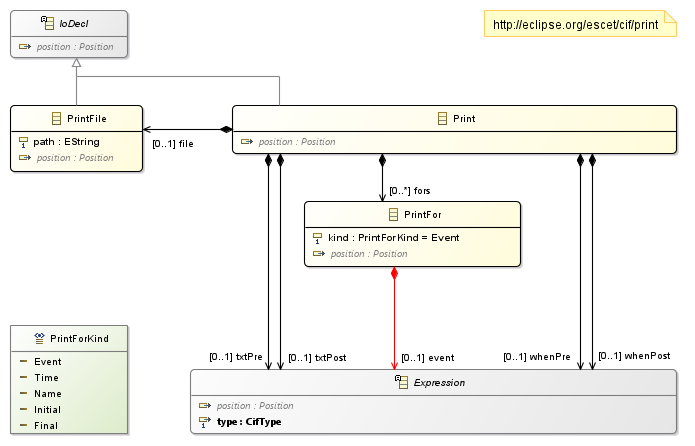 IoDecl
position : Position
http://eclipse.org/escet/cif/print
PrintFile
path : EString
position : Position
Print
position : Position
[0..1] file
[0..*] fors
PrintFor
kind : PrintForKind = Event
position : Position
PrintForKind
Event
Time
Name
Initial
Final
[0..1] txtPre
[0..1] txtPost
[0..1] event
[0..1] whenPre
[0..1] whenPost
Expression
position : Position
type : CifType